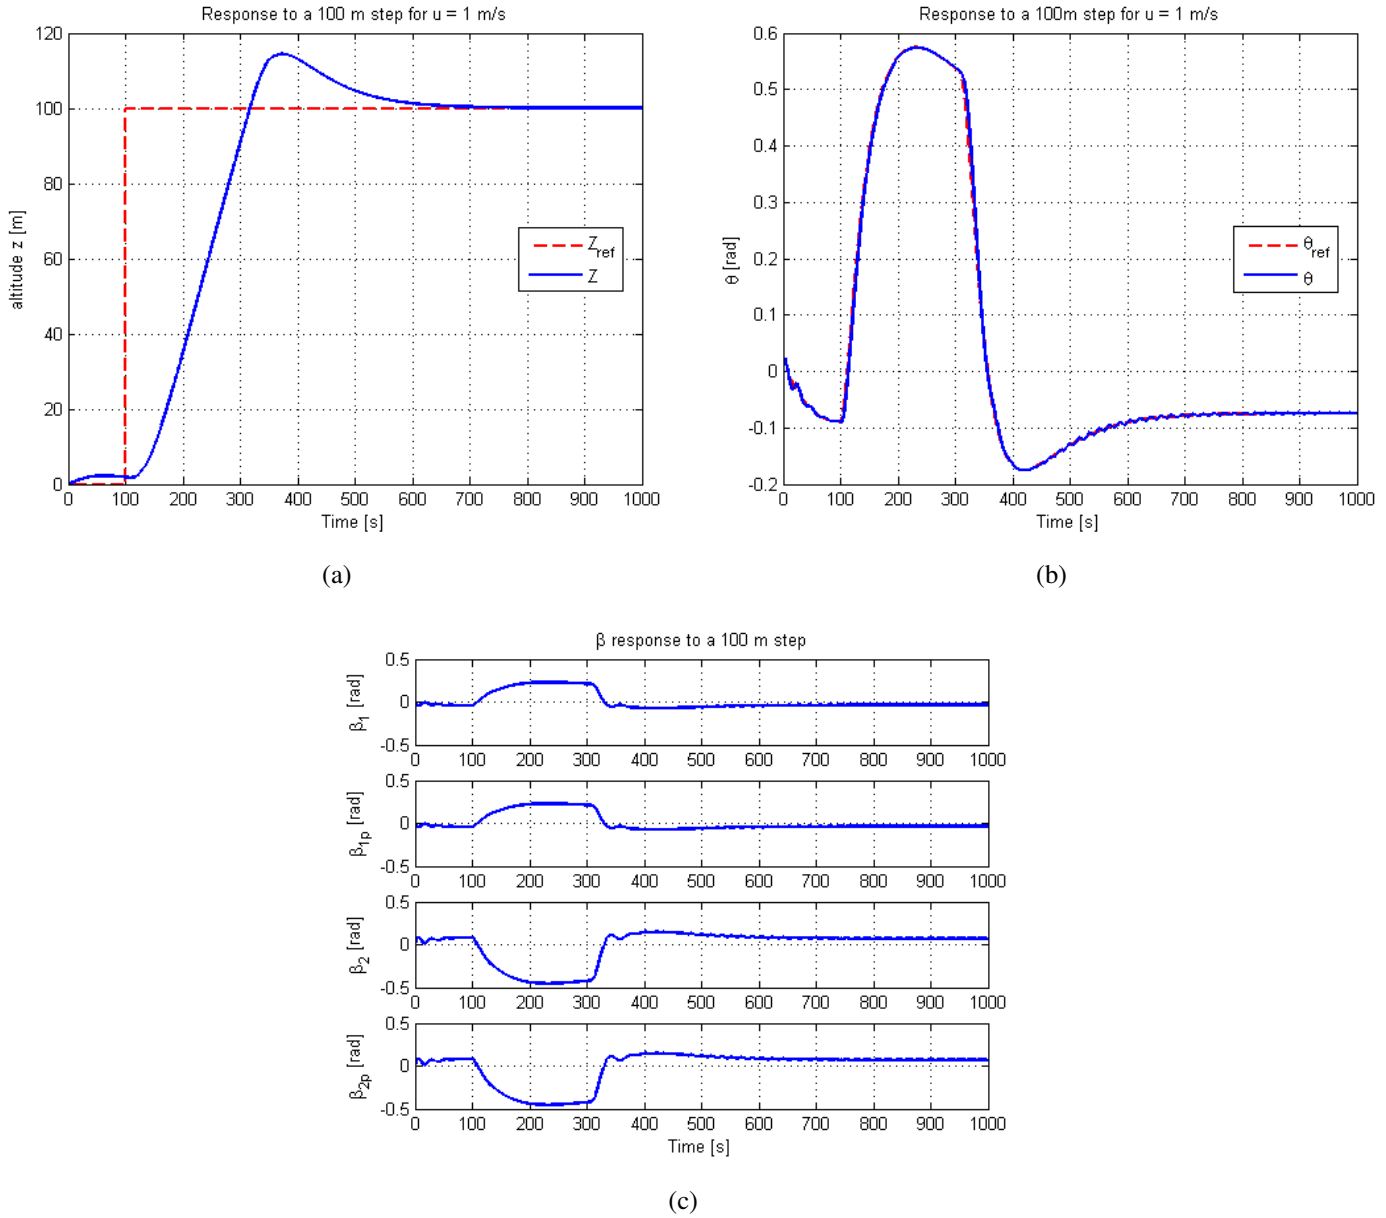 Response to a 100 m step for u = 1 m/s
120
100
80
60
40
20
0
altitude z [m]
Z_ref
Z
0 100 200 300 400 500 600 700 800 900 1000
Time [s]
(a)
Response to a 100m step for u = 1 m/s
0.6
0.5
0.4
0.3
0.2
0.1
0
-0.1
-0.2
θ [rad]
θ_ref
θ
0 100 200 300 400 500 600 700 800 900 1000
Time [s]
(b)
β response to a 100 m step
0.5
0
-0.5
β_1 [rad]
0 100 200 300 400 500 600 700 800 900 1000
0.5
0
-0.5
β_1p [rad]
0 100 200 300 400 500 600 700 800 900 1000
0.5
0
-0.5
β_2 [rad]
0 100 200 300 400 500 600 700 800 900 1000
0.5
0
-0.5
β_2p [rad]
0 100 200 300 400 500 600 700 800 900 1000
Time [s]
(c)